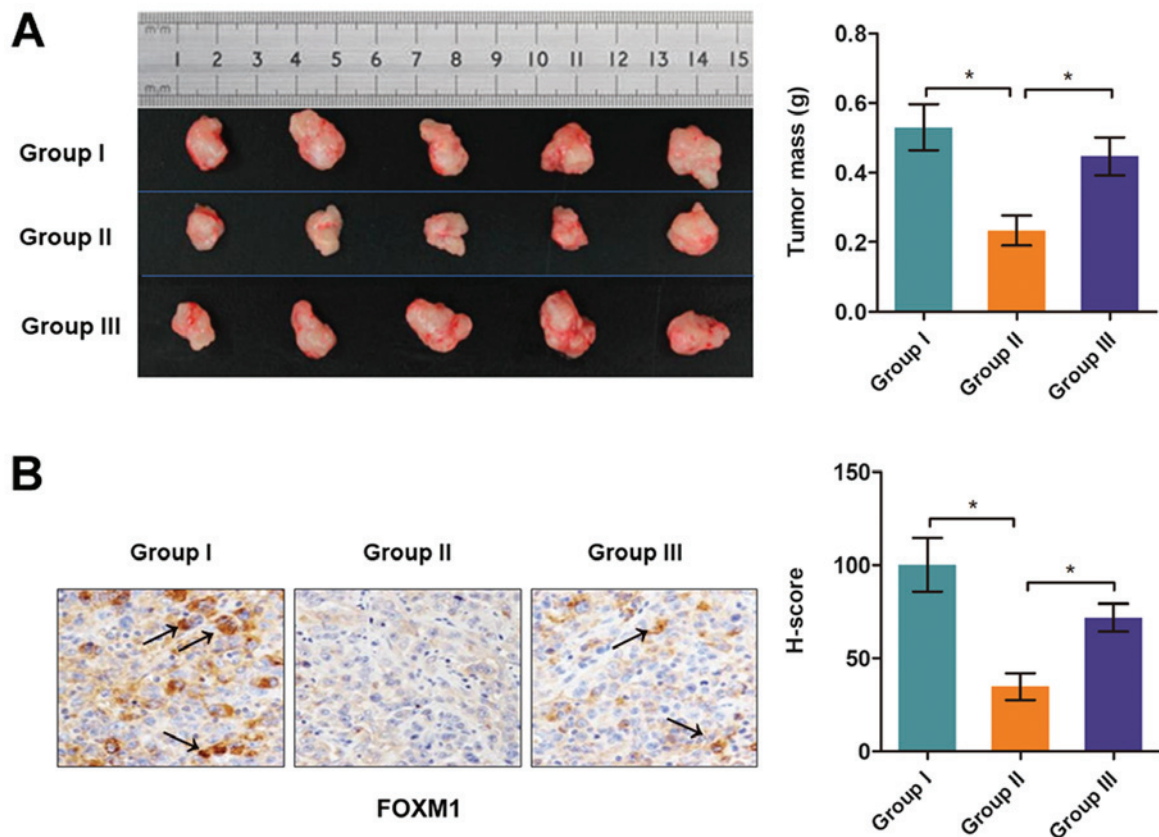 A
m/m
1 2 3 4 5 6 7 8 9 10 11 12 13 14 15
m/m
Group I
Group II
Group III
Tumor mass (g)
0.8
0.6
0.4
0.2
0.0
* *
Group I Group II Group III
B
Group I Group II Group III
FOXM1
H-score
150
100
50
0
* *
Group I Group II Group III